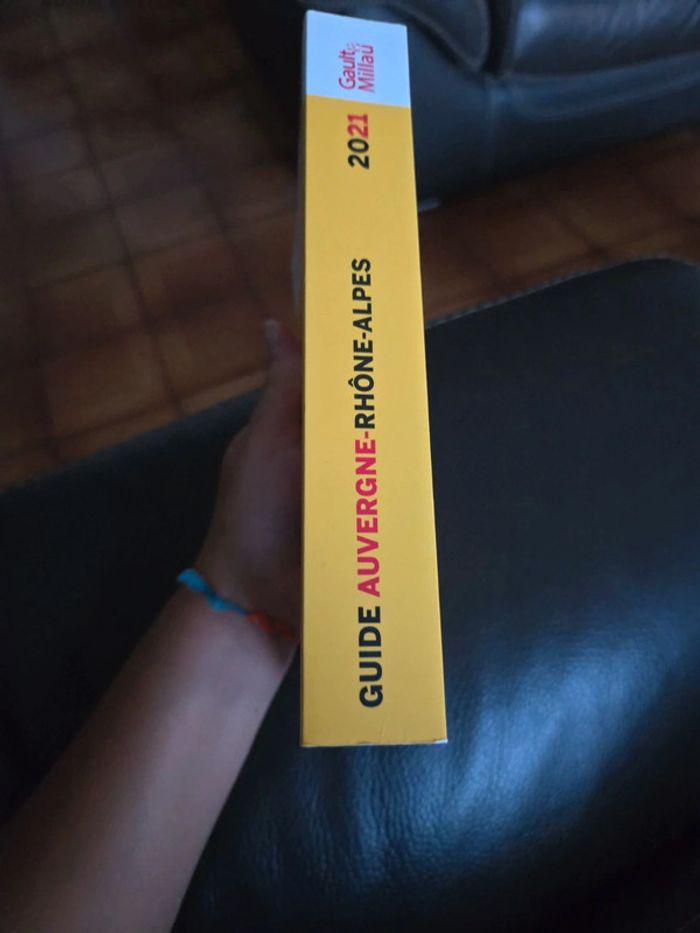 GUIDE AUVERGNE-RHÔNE-ALPES 2021
Gault&
Millau